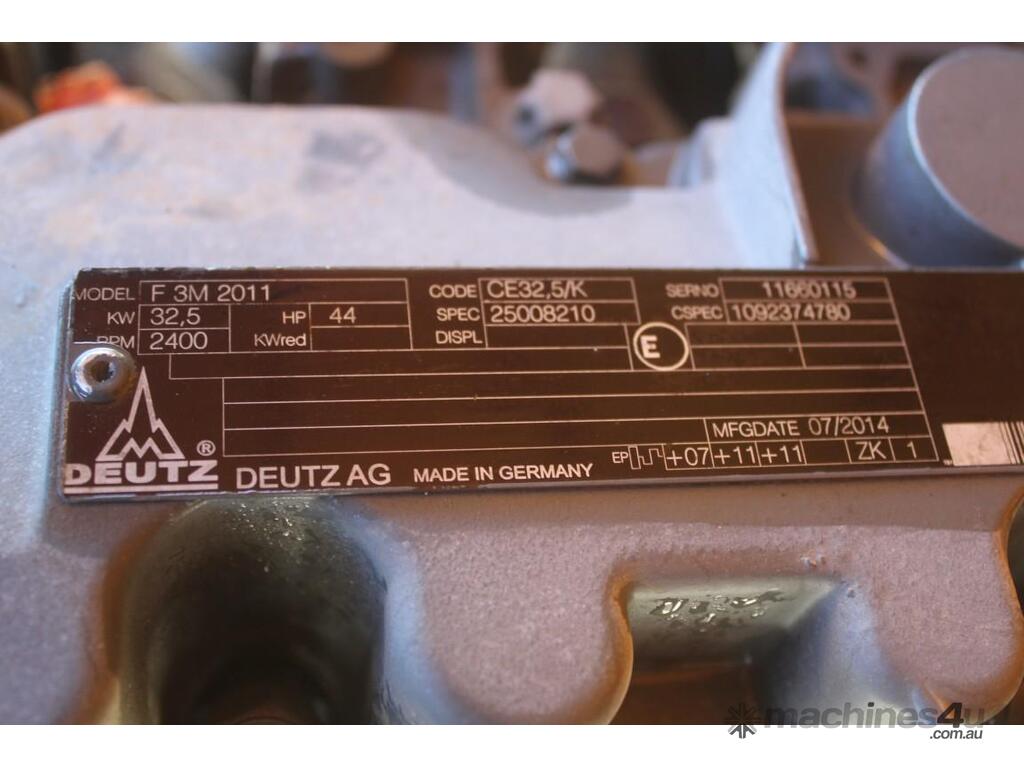 MODEL F 3M 2011 CODE CE32,5/K SERNO 11660115
KW 32,5 HP 44 SPEC 25008210 CSPEC 1092374780
RPM 2400 KWred DISPL E
MFGDATE 07/2014
DEUTZ ® DEUTZ AG MADE IN GERMANY EP +07 +11 +11 ZK 1
machines4u
.com.au